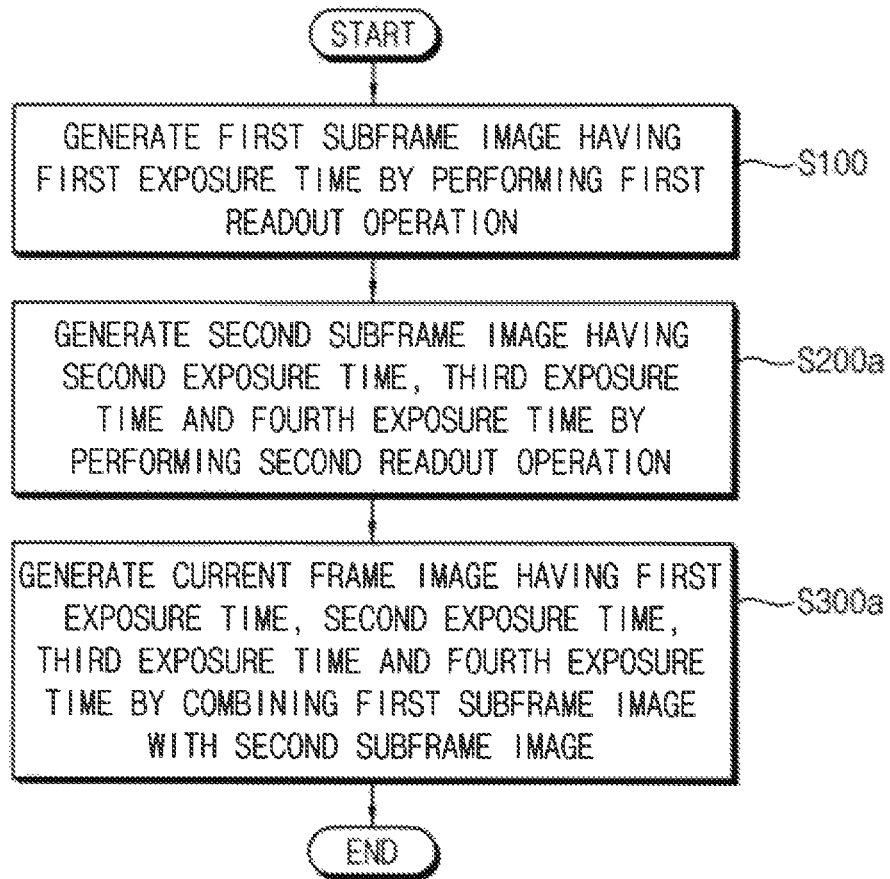 START
GENERATE FIRST SUBFRAME IMAGE HAVING
FIRST EXPOSURE TIME BY PERFORMING FIRST
READOUT OPERATION
S100
GENERATE SECOND SUBFRAME IMAGE HAVING
SECOND EXPOSURE TIME, THIRD EXPOSURE
TIME AND FOURTH EXPOSURE TIME BY
PERFORMING SECOND READOUT OPERATION
S200a
GENERATE CURRENT FRAME IMAGE HAVING FIRST
EXPOSURE TIME, SECOND EXPOSURE TIME,
THIRD EXPOSURE TIME AND FOURTH EXPOSURE
TIME BY COMBINING FIRST SUBFRAME IMAGE
WITH SECOND SUBFRAME IMAGE
S300a
END